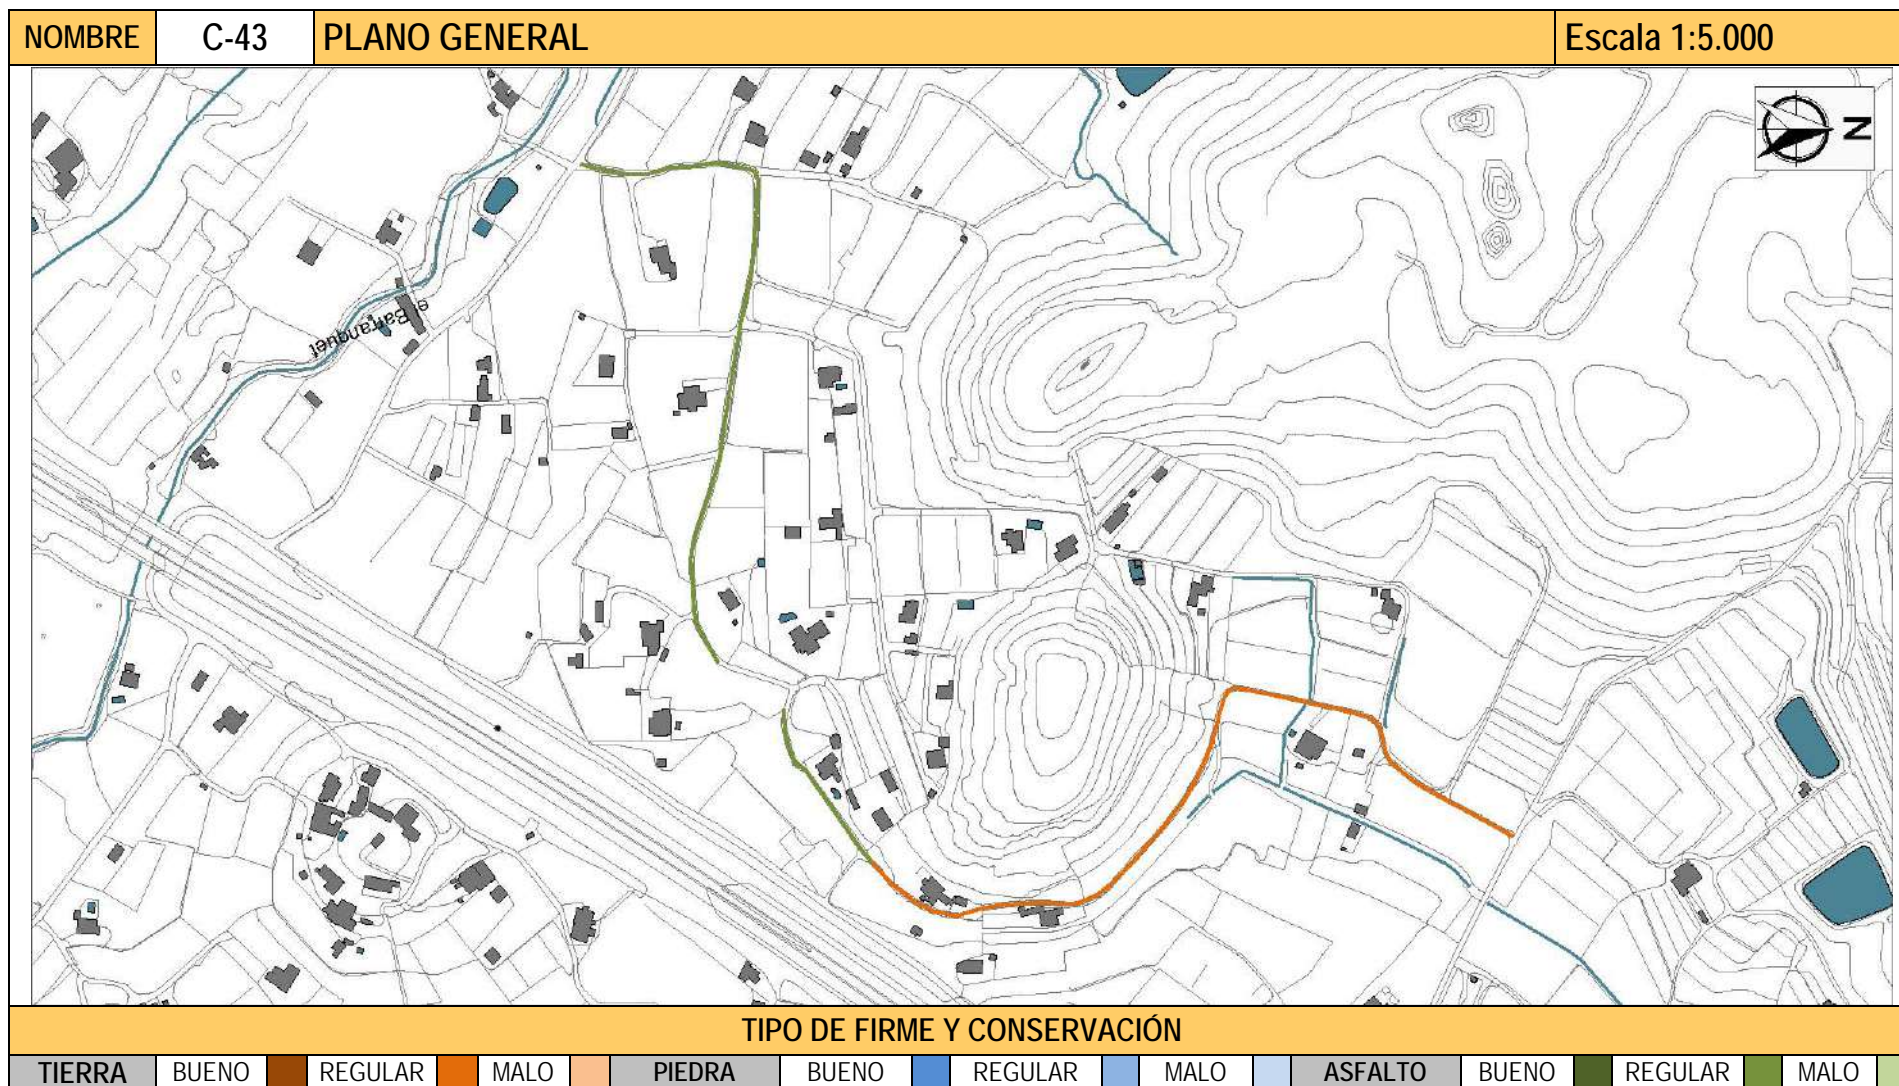 NOMBRE C-43 PLANO GENERAL Escala 1:5.000
N
el Barranquet
TIPO DE FIRME Y CONSERVACIÓN
TIERRA BUENO REGULAR MALO PIEDRA BUENO REGULAR MALO ASFALTO BUENO REGULAR MALO